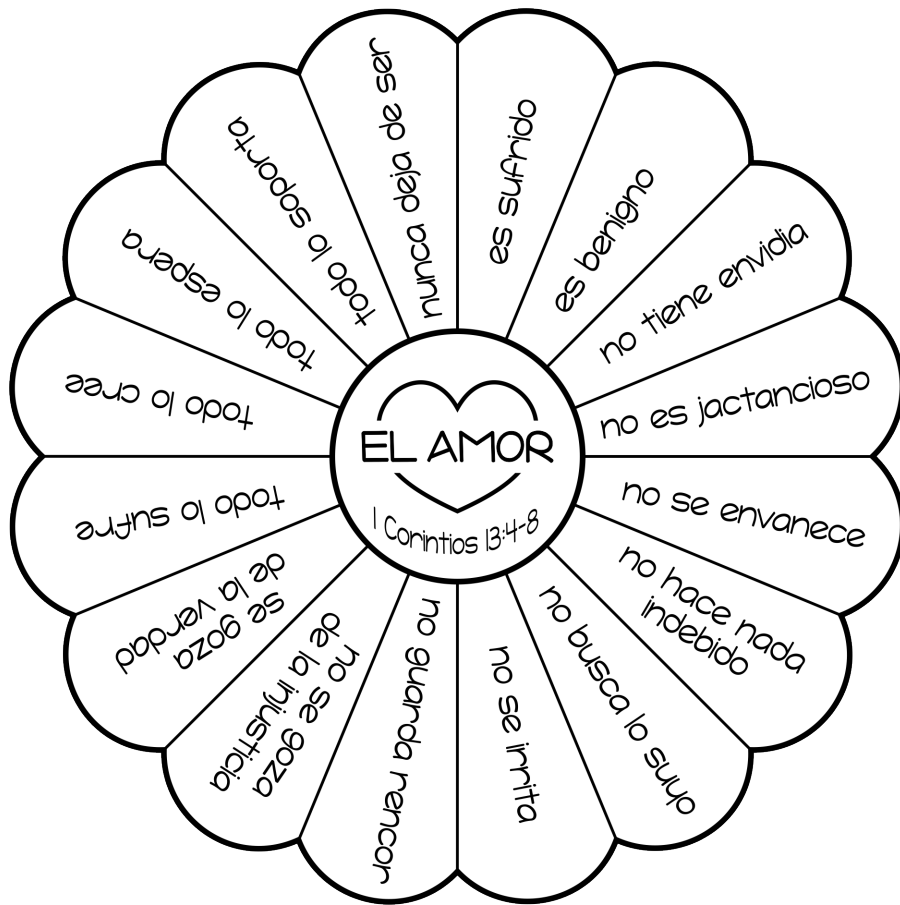 EL AMOR
1 Corintios 13:4-8
es sufrido
es benigno
no tiene envidia
no es jactancioso
no se envanece
no hace nada
indebido
no busca lo suyo
no se irrita
no guarda rencor
no se goza
de la injusticia
se goza
de la verdad
todo lo sufre
todo lo cree
todo lo espera
todo lo soporta
nunca deja de ser